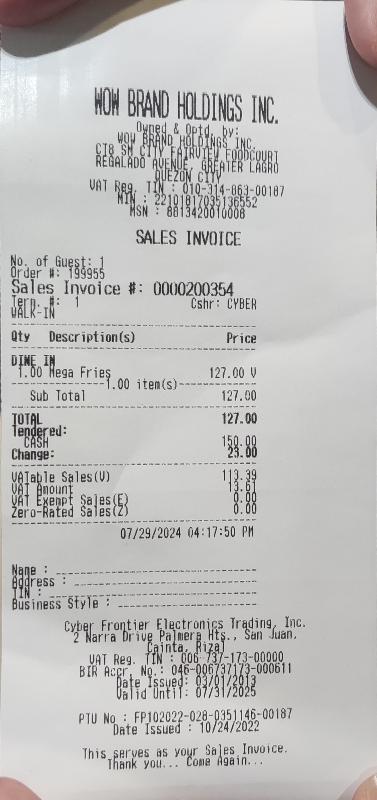 WOW BRAND HOLDINGS INC.
Owned & Optd. by:
WOW BRAND HOLDINGS INC.
CT8 SM CITY FAIRVIEW FOODCOURT
REGALADO AVENUE, GREATER LAGRO
QUEZON CITY
VAT Reg. TIN : 010-314-863-00187
MIN : 22101817035136552
MSN : 8813420010008
SALES INVOICE
No. of Guest: 1
Order #: 199955
Sales Invoice #: 0000200354
Term. #: 1 Cshr: CYBER
WALK-IN
Qty Description(s) Price
DINE IN
1.00 Mega Fries 127.00 V
1.00 item(s)
Sub Total 127.00
TOTAL 127.00
Tendered:
CASH 150.00
Change: 23.00
VATable Sales(V) 113.39
VAT Amount 13.61
VAT Exempt Sales(E) 0.00
Zero-Rated Sales(Z) 0.00
07/29/2024 04:17:50 PM
Name :
Address :
TIN :
Business Style :
Cyber Frontier Electronics Trading, Inc.
2 Narra Drive Palmera Hts., San Juan,
Cainta, Rizal
VAT Reg. TIN : 006-737-173-00000
BIR Accr. No.: 046-006737173-000611
Date Issued: 03/01/2013
Valid Until: 07/31/2025
PTU No : FP102022-028-0351146-00187
Date Issued : 10/24/2022
This serves as your Sales Invoice.
Thank you... Come Again...